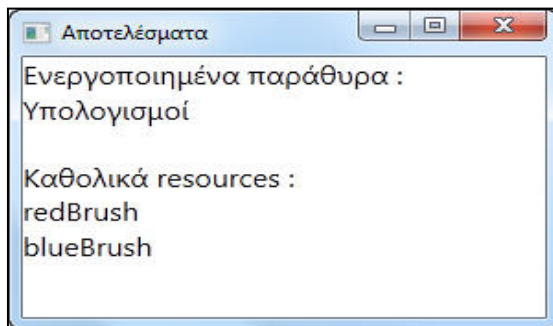 Αποτελέσματα
Ενεργοποιημένα παράθυρα :
Υπολογισμοί
Καθολικά resources :
redBrush
blueBrush